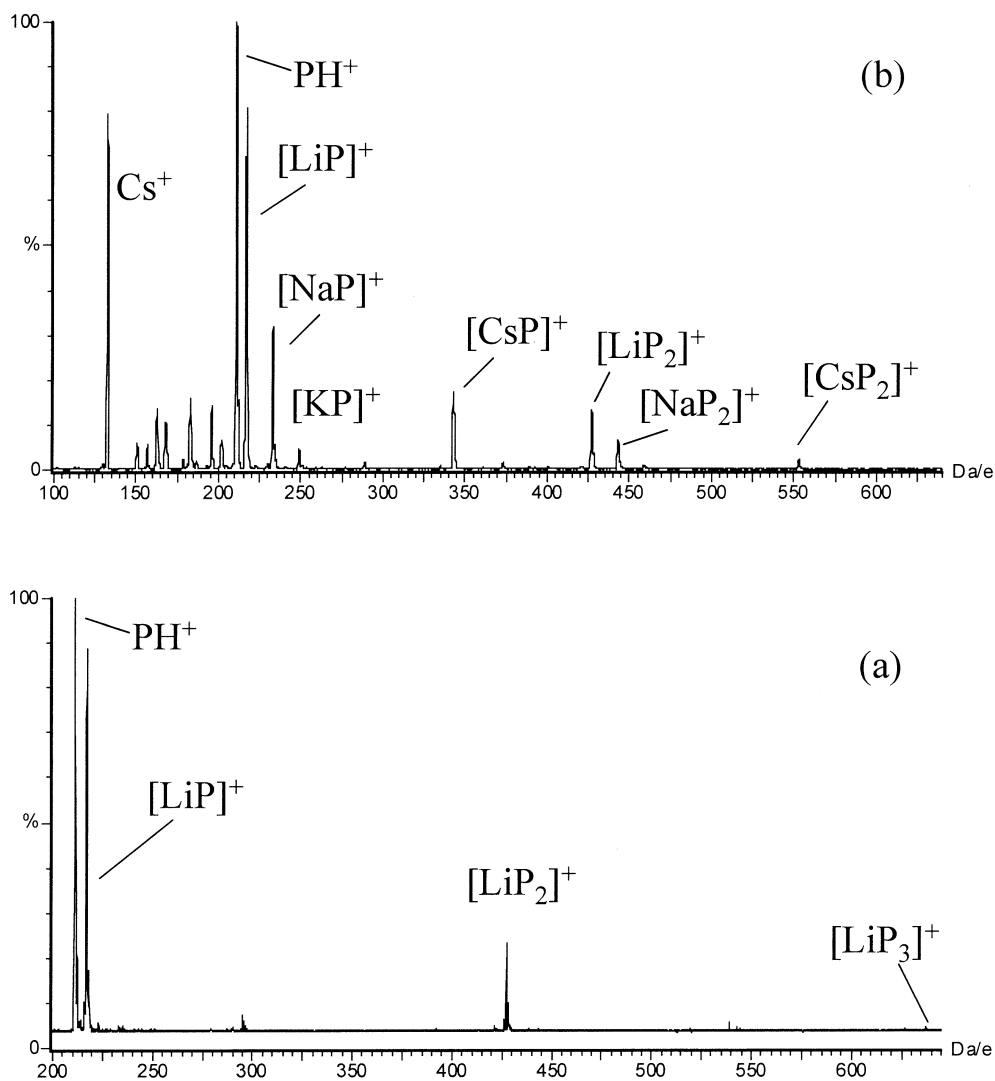 100
(b)
PH⁺
[LiP]⁺
Cs⁺
%
[NaP]⁺
[CsP]⁺
[LiP₂]⁺
[CsP₂]⁺
[KP]⁺
[NaP₂]⁺
0
Da/e
100 150 200 250 300 350 400 450 500 550 600
100
PH⁺
(a)
[LiP]⁺
%
[LiP₂]⁺
[LiP₃]⁺
0
Da/e
200 250 300 350 400 450 500 550 600